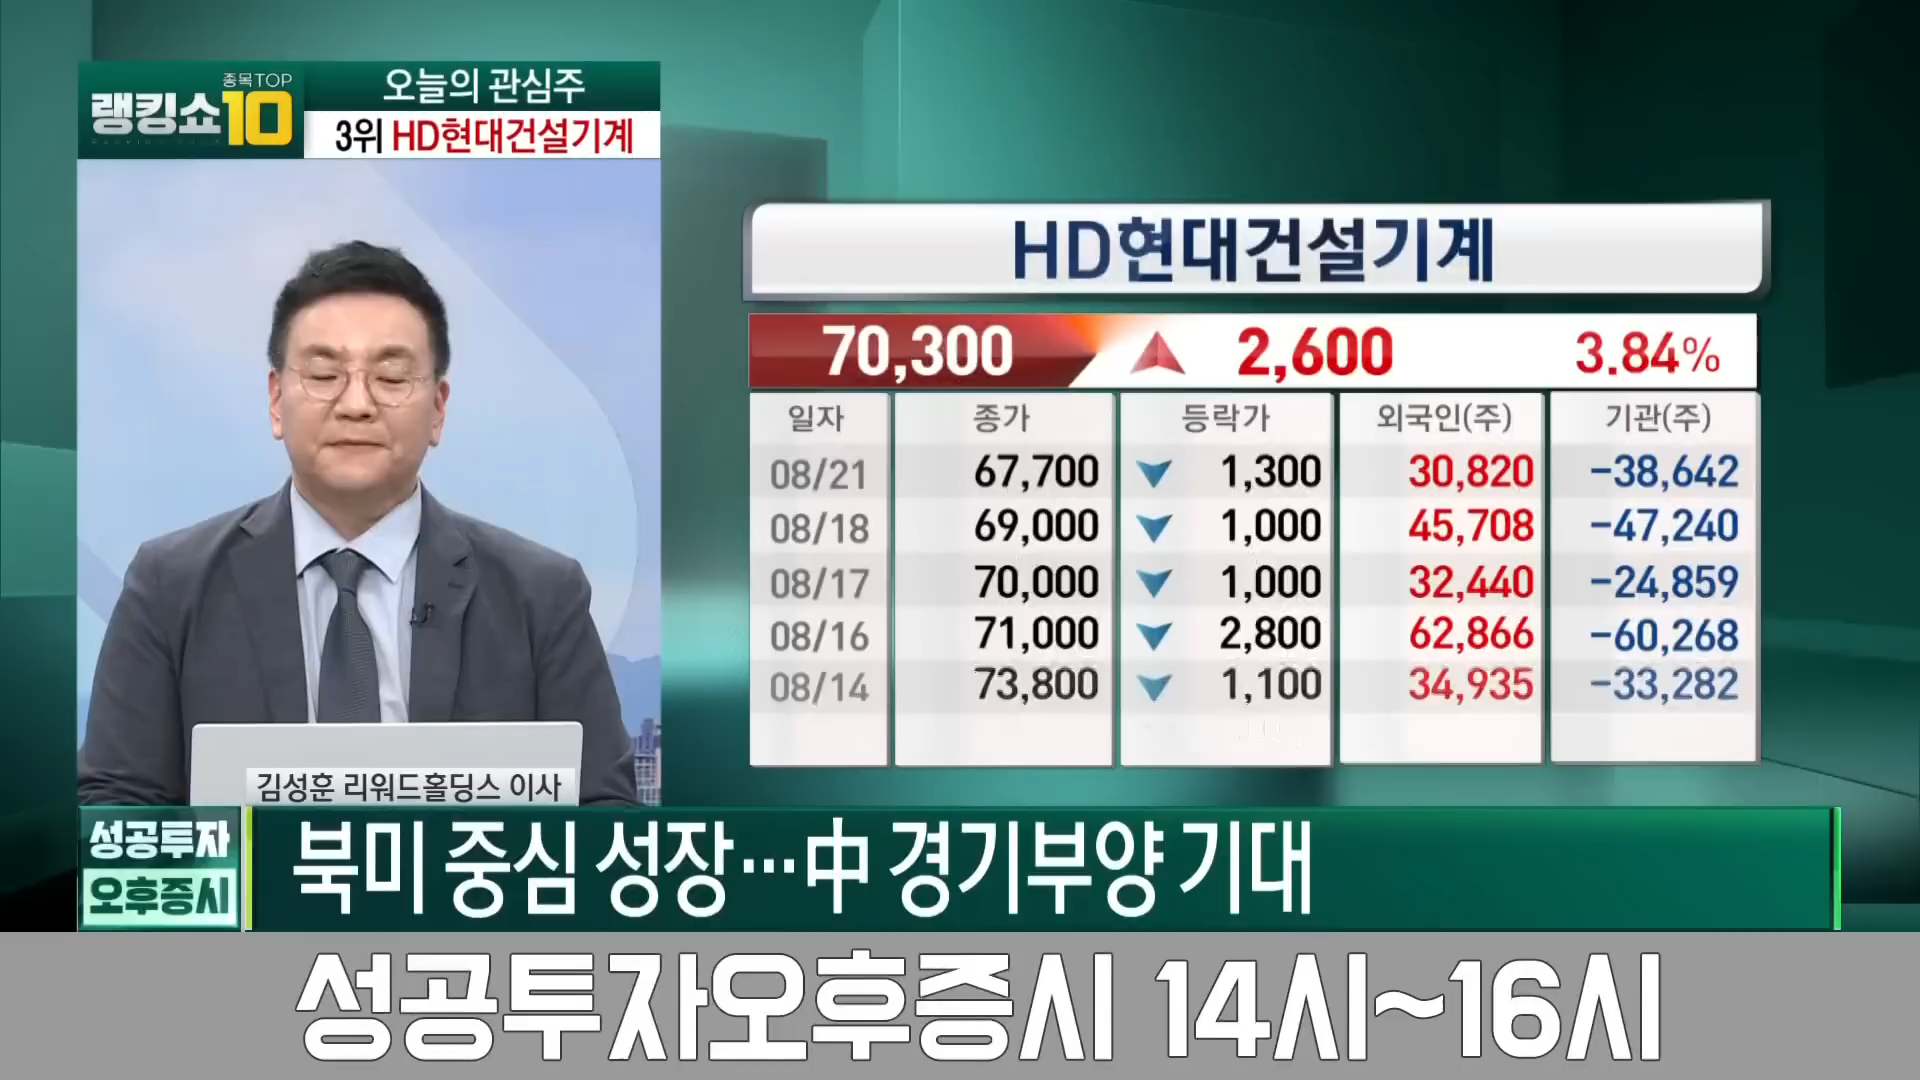 종목TOP
랭킹쇼10
오늘의 관심주
3위 HD현대건설기계
HD현대건설기계
70,300 ▲ 2,600 3.84%
일자 종가 등락가 외국인(주) 기관(주)
08/21 67,700 ▼ 1,300 30,820 -38,642
08/18 69,000 ▼ 1,000 45,708 -47,240
08/17 70,000 ▼ 1,000 32,440 -24,859
08/16 71,000 ▼ 2,800 62,866 -60,268
08/14 73,800 ▼ 1,100 34,935 -33,282
김성훈 리워드홀딩스 이사
성공투자
오후증시
북미 중심 성장…中 경기부양 기대
성공투자오후증시 14시~16시